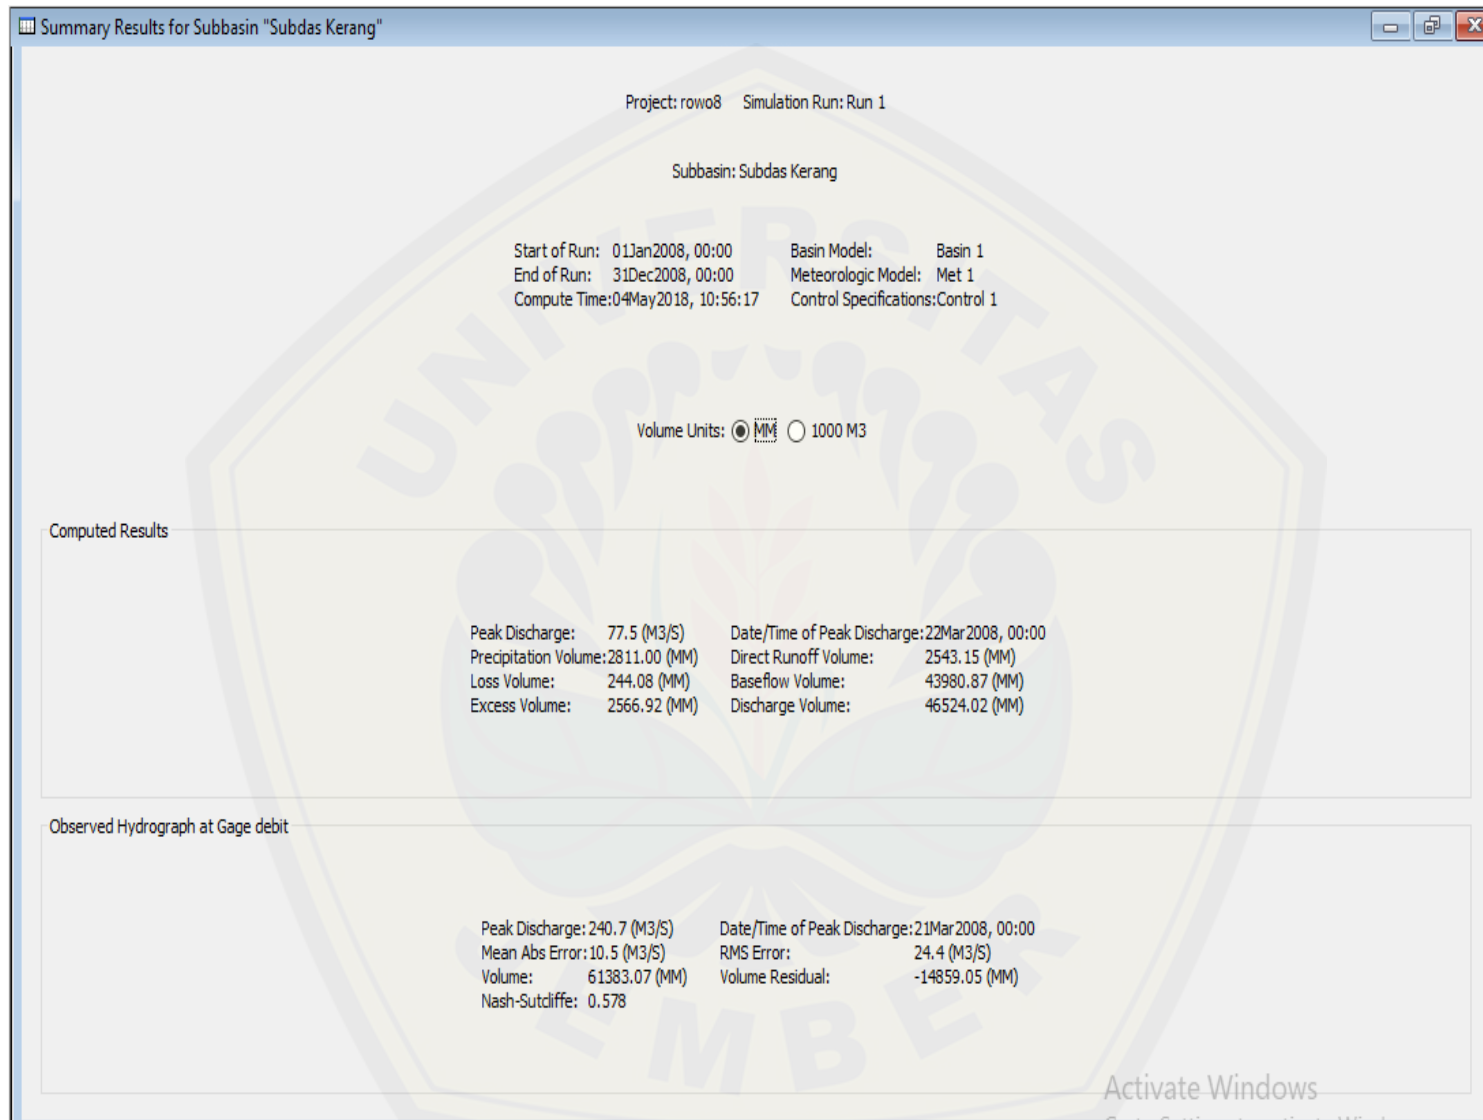 Summary Results for Subbasin "Subdas Kerang"
Project: rowo8 Simulation Run: Run 1
Subbasin: Subdas Kerang
Start of Run: 01Jan2008, 00:00 Basin Model: Basin 1
End of Run: 31Dec2008, 00:00 Meteorologic Model: Met 1
Compute Time:04May2018, 10:56:17 Control Specifications:Control 1
Volume Units: MM 1000 M3
Computed Results
Peak Discharge: 77.5 (M3/S) Date/Time of Peak Discharge:22Mar2008, 00:00
Precipitation Volume:2811.00 (MM) Direct Runoff Volume: 2543.15 (MM)
Loss Volume: 244.08 (MM) Baseflow Volume: 43980.87 (MM)
Excess Volume: 2566.92 (MM) Discharge Volume: 46524.02 (MM)
Observed Hydrograph at Gage debit
Peak Discharge:240.7 (M3/S) Date/Time of Peak Discharge:21Mar2008, 00:00
Mean Abs Error:10.5 (M3/S) RMS Error: 24.4 (M3/S)
Volume: 61383.07 (MM) Volume Residual: -14859.05 (MM)
Nash-Sutcliffe: 0.578
UNIVERSITAS
EMBER
Activate Windows